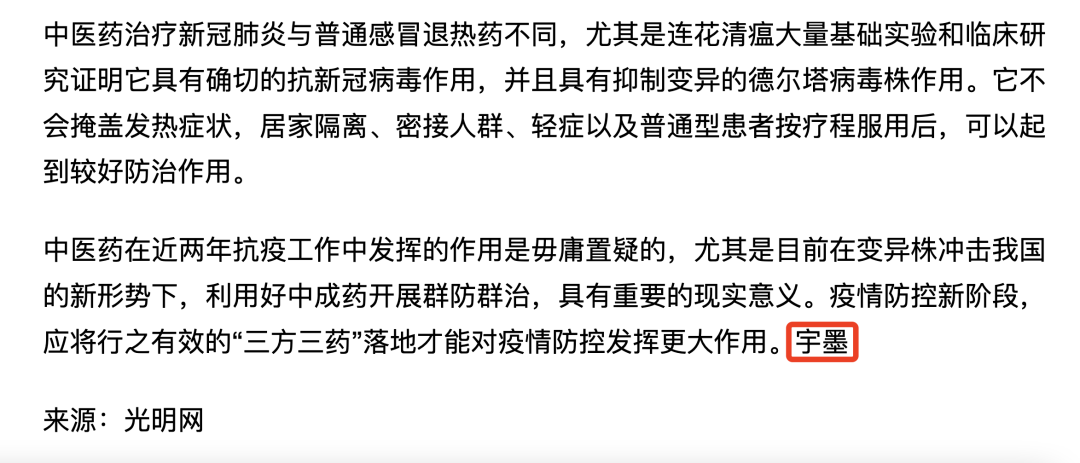 中医药治疗新冠肺炎与普通感冒退热药不同，尤其是连花清瘟大量基础实验和临床研
究证明它具有确切的抗新冠病毒作用，并且具有抑制变异的德尔塔病毒株作用。它不
会掩盖发热症状，居家隔离、密接人群、轻症以及普通型患者按疗程服用后，可以起
到较好防治作用。
中医药在近两年抗疫工作中发挥的作用是毋庸置疑的，尤其是目前在变异株冲击我国
的新形势下，利用好中成药开展群防群治，具有重要的现实意义。疫情防控新阶段，
应将行之有效的“三方三药”落地才能对疫情防控发挥更大作用。宇墨
来源：光明网